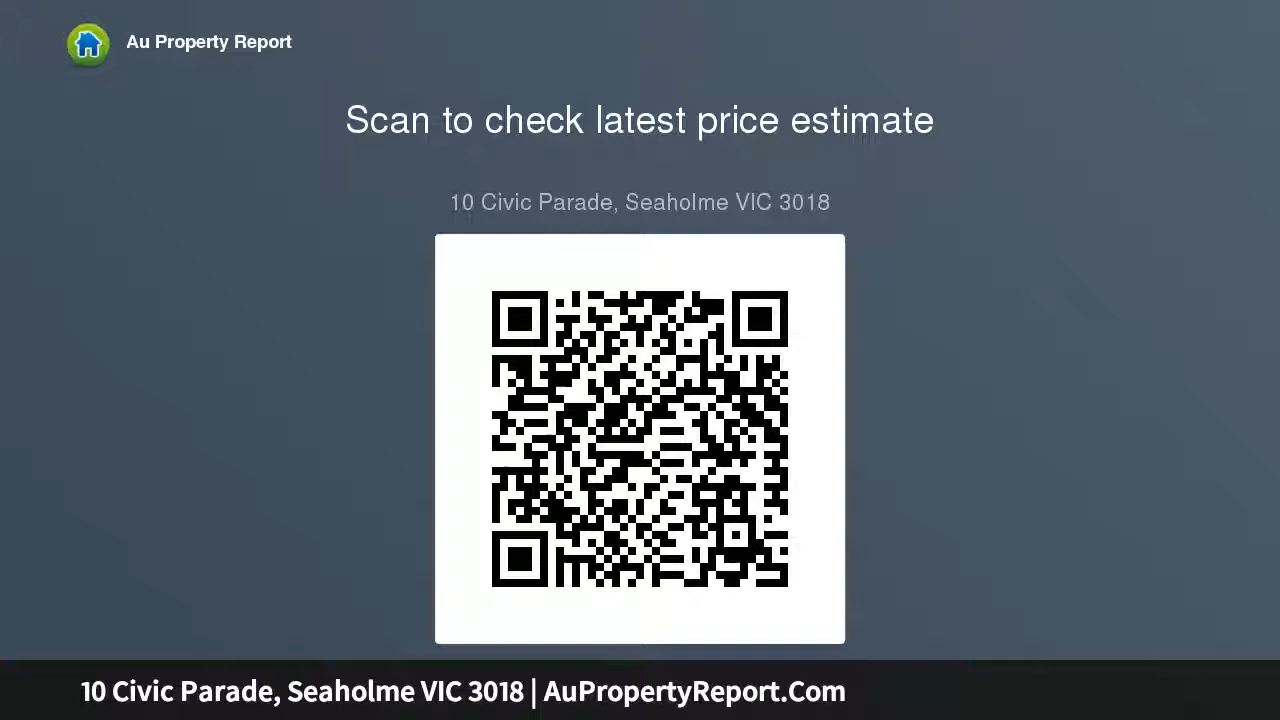 Au Property Report
Scan to check latest price estimate
10 Civic Parade, Seaholme VIC 3018
10 Civic Parade, Seaholme VIC 3018 | AuPropertyReport.Com